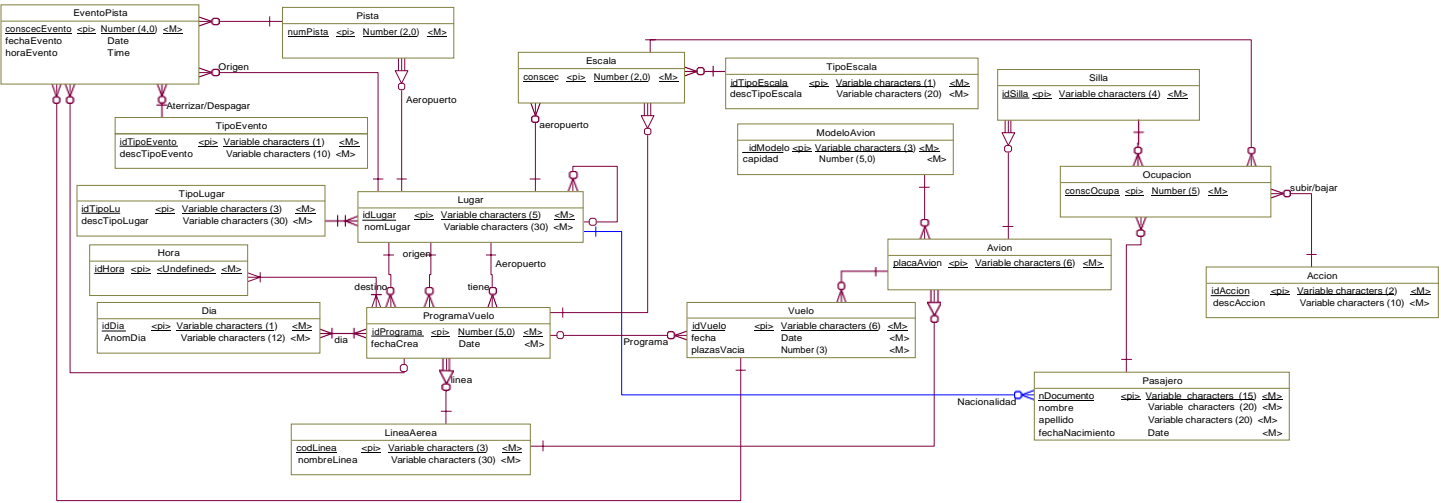 EventoPista
conscecEvento <pi> Number (4,0) <M>
fechaEvento Date
horaEvento Time
Pista
numPista <pi> Number (2,0) <M>
Origen
Aeropuerto
Aterrizar/Despagar
TipoEvento
idTipoEvento <pi> Variable characters (1) <M>
descTipoEvento Variable characters (10) <M>
Escala
conscec <pi> Number (2,0) <M>
aeropuerto
TipoEscala
idTipoEscala <pi> Variable characters (1) <M>
descTipoEscala Variable characters (20) <M>
Silla
idSilla <pi> Variable characters (4) <M>
ModeloAvion
idModelo <pi> Variable characters (3) <M>
capidad Number (5,0) <M>
Ocupacion
conscOcupa <pi> Number (5) <M>
subir/bajar
TipoLugar
idTipoLu <pi> Variable characters (3) <M>
descTipoLugar Variable characters (30) <M>
Lugar
idLugar <pi> Variable characters (5) <M>
nomLugar Variable characters (30) <M>
Hora
idHora <pi> <Undefined> <M>
origen
Aeropuerto
destino
tiene
Avion
placaAvion <pi> Variable characters (6) <M>
Accion
idAccion <pi> Variable characters (2) <M>
descAccion Variable characters (10) <M>
Dia
idDia <pi> Variable characters (1) <M>
AnomDia Variable characters (12) <M>
dia
ProgramaVuelo
idPrograma <pi> Number (5,0) <M>
fechaCrea Date <M>
Programa
Vuelo
idVuelo <pi> Variable characters (6) <M>
fecha Date <M>
plazasVacia Number (3) <M>
linea
Nacionalidad
Pasajero
nDocumento <pi> Variable characters (15) <M>
nombre Variable characters (20) <M>
apellido Variable characters (20) <M>
fechaNacimiento Date <M>
LineaAerea
codLinea <pi> Variable characters (3) <M>
nombreLinea Variable characters (30) <M>